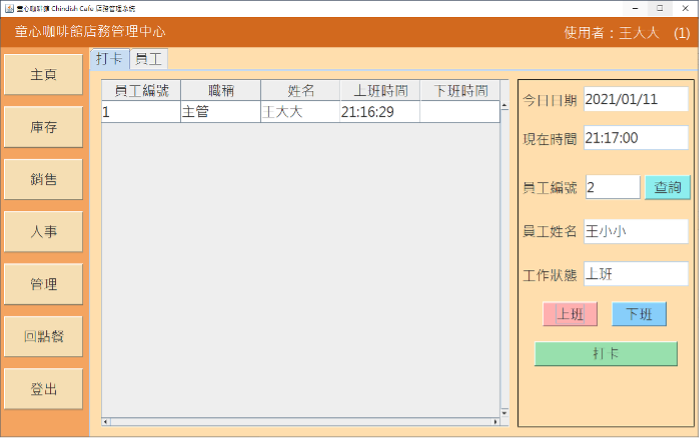 童心咖啡館 Chindish Café 店務管理系統
童心咖啡館店務管理中心
使用者：王大大 (1)
主頁
庫存
銷售
人事
管理
回點餐
登出
打卡 員工
員工編號 職稱 姓名 上班時間 下班時間
1 主管 王大大 21:16:29
今日日期 2021/01/11
現在時間 21:17:00
員工編號 2 查詢
員工姓名 王小小
工作狀態 上班
上班 下班
打卡